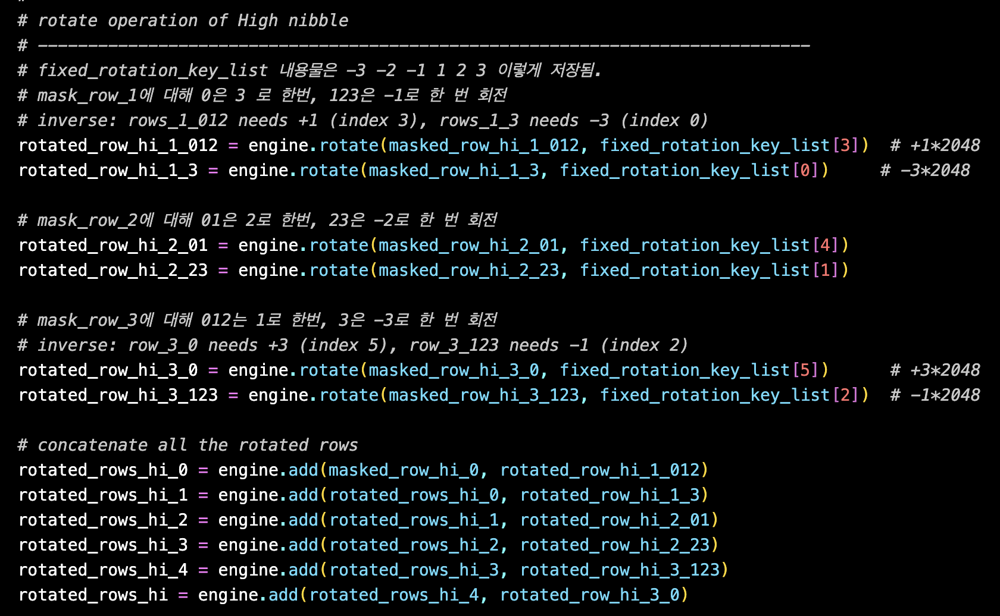 # rotate operation of High nibble
# -----------------------------------------------------------------------------
# fixed_rotation_key_list 내용물은 -3 -2 -1 1 2 3 이렇게 저장됨.
# mask_row_1에 대해 0은 3 로 한번, 123은 -1로 한 번 회전
# inverse: rows_1_012 needs +1 (index 3), rows_1_3 needs -3 (index 0)
rotated_row_hi_1_012 = engine.rotate(masked_row_hi_1_012, fixed_rotation_key_list[3])  # +1*2048
rotated_row_hi_1_3 = engine.rotate(masked_row_hi_1_3, fixed_rotation_key_list[0])     # -3*2048
# mask_row_2에 대해 01은 2로 한번, 23은 -2로 한 번 회전
rotated_row_hi_2_01 = engine.rotate(masked_row_hi_2_01, fixed_rotation_key_list[4])
rotated_row_hi_2_23 = engine.rotate(masked_row_hi_2_23, fixed_rotation_key_list[1])
# mask_row_3에 대해 012는 1로 한번, 3은 -3로 한 번 회전
# inverse: row_3_0 needs +3 (index 5), row_3_123 needs -1 (index 2)
rotated_row_hi_3_0 = engine.rotate(masked_row_hi_3_0, fixed_rotation_key_list[5])      # +3*2048
rotated_row_hi_3_123 = engine.rotate(masked_row_hi_3_123, fixed_rotation_key_list[2])  # -1*2048
# concatenate all the rotated rows
rotated_rows_hi_0 = engine.add(masked_row_hi_0, rotated_row_hi_1_012)
rotated_rows_hi_1 = engine.add(rotated_rows_hi_0, rotated_row_hi_1_3)
rotated_rows_hi_2 = engine.add(rotated_rows_hi_1, rotated_row_hi_2_01)
rotated_rows_hi_3 = engine.add(rotated_rows_hi_2, rotated_row_hi_2_23)
rotated_rows_hi_4 = engine.add(rotated_rows_hi_3, rotated_row_hi_3_123)
rotated_rows_hi = engine.add(rotated_rows_hi_4, rotated_row_hi_3_0)